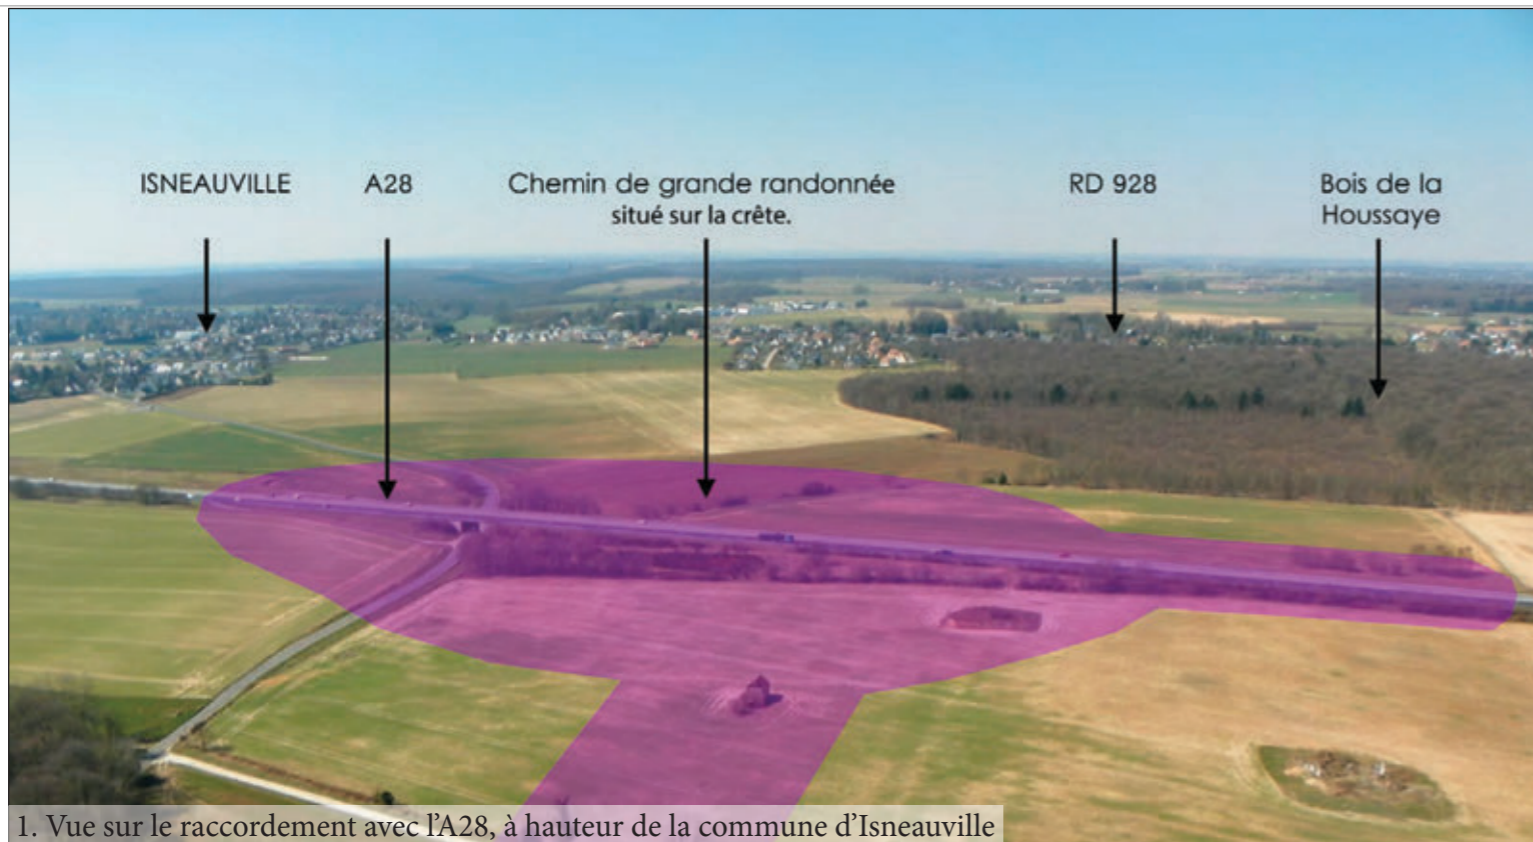 ISNEAUVILLE
A28
Chemin de grande randonnée
situé sur la crête.
RD 928
Bois de la
Houssaye
1. Vue sur le raccordement avec l'A28, à hauteur de la commune d'Isneauville